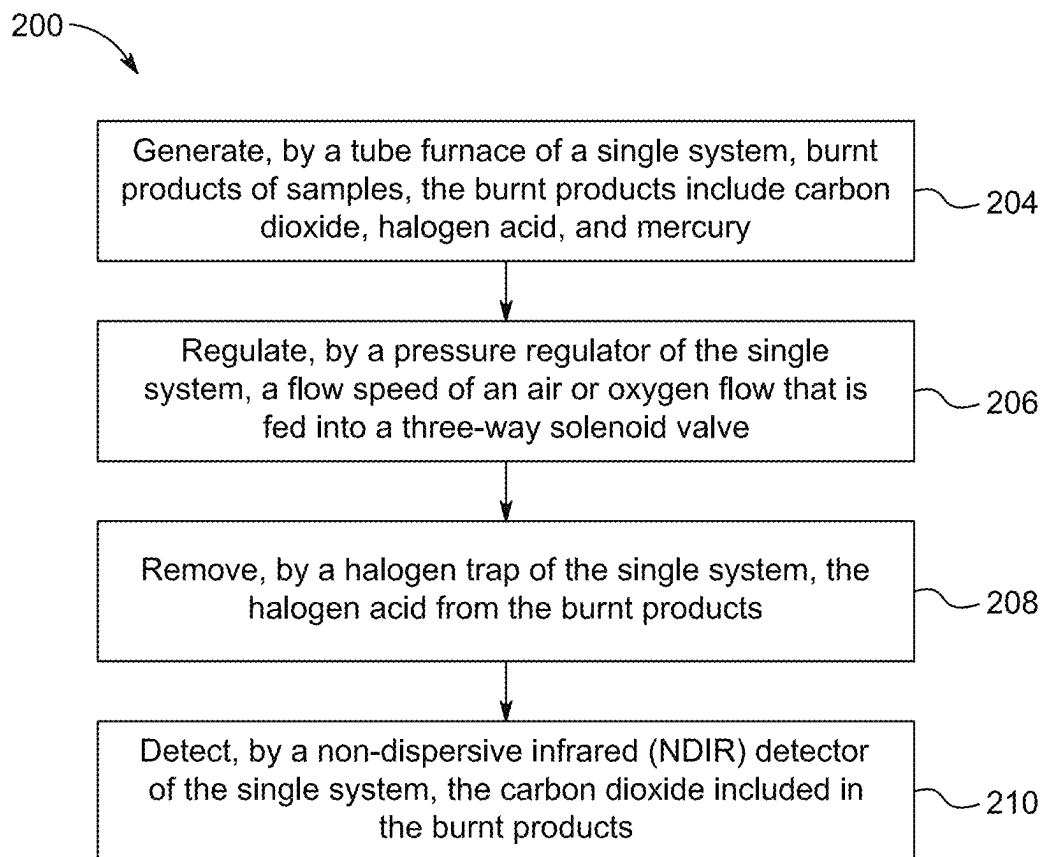 200
Generate, by a tube furnace of a single system, burnt
products of samples, the burnt products include carbon
dioxide, halogen acid, and mercury
204
Regulate, by a pressure regulator of the single
system, a flow speed of an air or oxygen flow that is
fed into a three-way solenoid valve
206
Remove, by a halogen trap of the single system, the
halogen acid from the burnt products
208
Detect, by a non-dispersive infrared (NDIR) detector
of the single system, the carbon dioxide included in
the burnt products
210